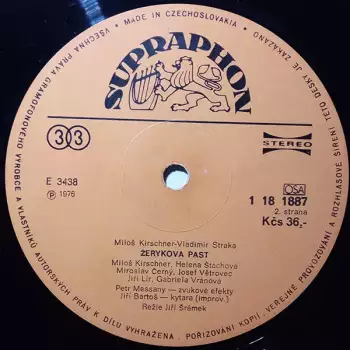 MADE IN CZECHOSLOVAKIA
VŠECHNA PRÁVA GRAMOFONOVÉHO VÝROBCE A VLASTNÍKŮ AUTORSKÝCH PRÁV K DÍLU VYHRAŽENA. POŘIZOVÁNÍ KOPIÍ, VEŘEJNÉ PROVOZOVÁNÍ A ROZHLASOVÉ ŠÍŘENÍ TÉTO DESKY JE ZAKÁZÁNO
SUPRAPHON
33
STEREO
E 3438
℗ 1976
OSA
1 18 1887
2. strana
Kčs 36,-
Miloš Kirschner-Vladimír Straka
ŽERYKOVA PAST
Miloš Kirschner, Helena Štáchová
Miroslav Černý, Josef Větrovec
Jiří Lír, Gabriela Vránová
Petr Messany — zvukové efekty
Jiří Bartoš — kytara (improv.)
Režie Jiří Šrámek